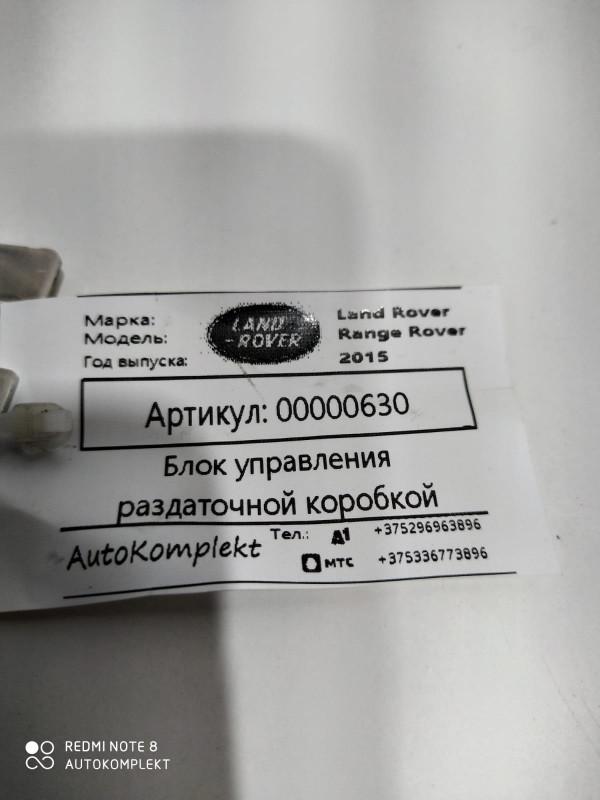 Марка:
Модель:
Год выпуска:
LAND
-ROVER
Land Rover
Range Rover
2015
Артикул: 00000630
Блок управления
раздаточной коробкой
AutoKomplekt
Тел.: A1 +375296963896
МТС +375336773896
REDMI NOTE 8
AUTOKOMPLEKT